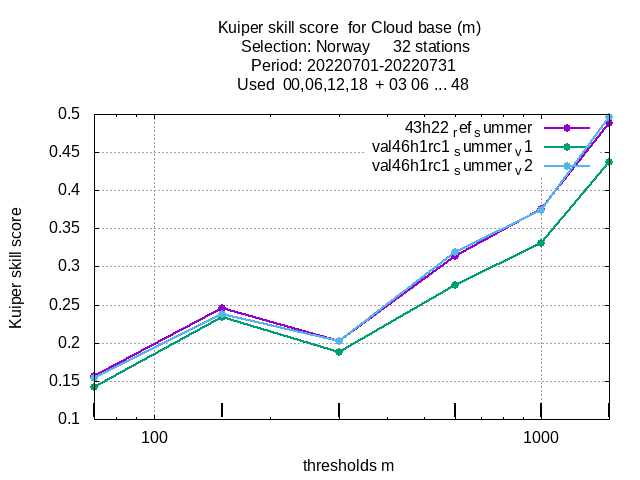 Kuiper skill score  for Cloud base (m)
Selection: Norway     32 stations
Period: 20220701-20220731
Used  00,06,12,18  + 03 06 ... 48
0.5
0.45
0.4
0.35
0.3
0.25
0.2
0.15
0.1
Kuiper skill score
43h22 ref summer
val46h1rc1 summer v1
val46h1rc1 summer v2
100
1000
thresholds m